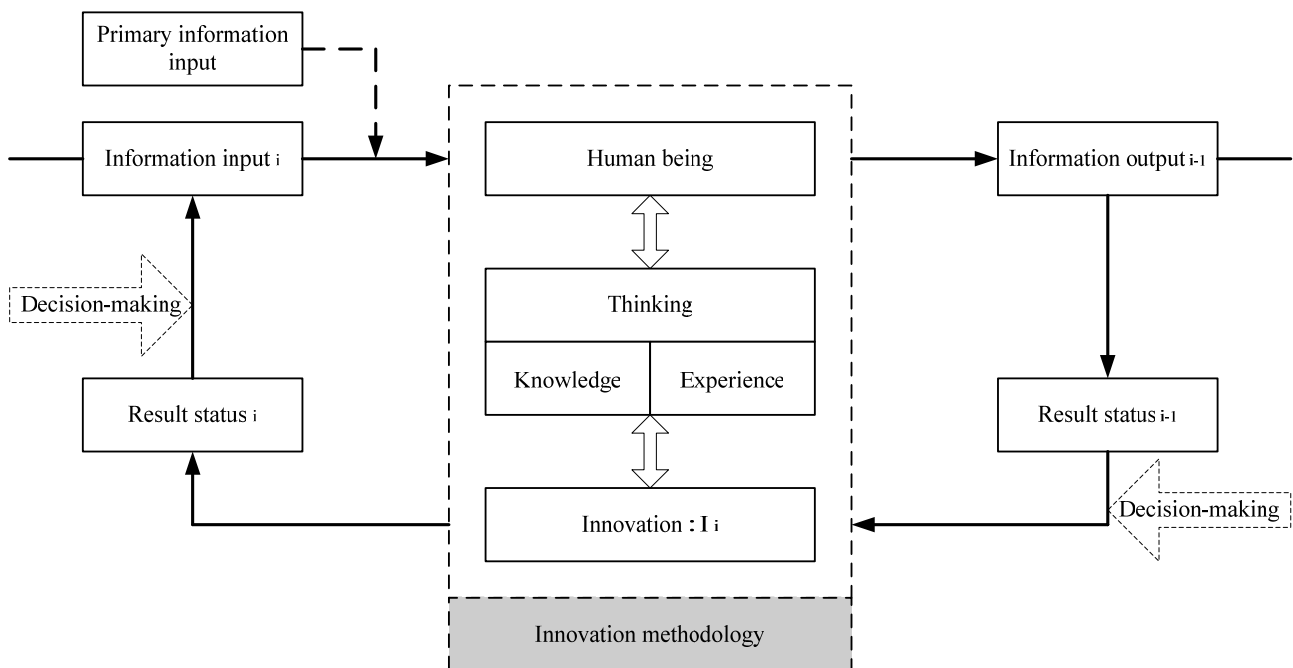 Primary information
input
Information input i
Human being
Information output i-1
Decision-making
Thinking
Knowledge
Experience
Result status i
Result status i-1
Innovation : I i
Decision-making
Innovation methodology